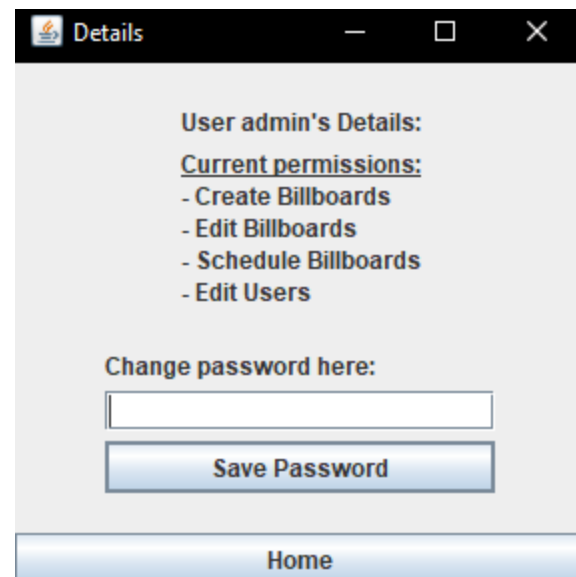 Details
User admin's Details:
Current permissions:
- Create Billboards
- Edit Billboards
- Schedule Billboards
- Edit Users
Change password here:
Save Password
Home